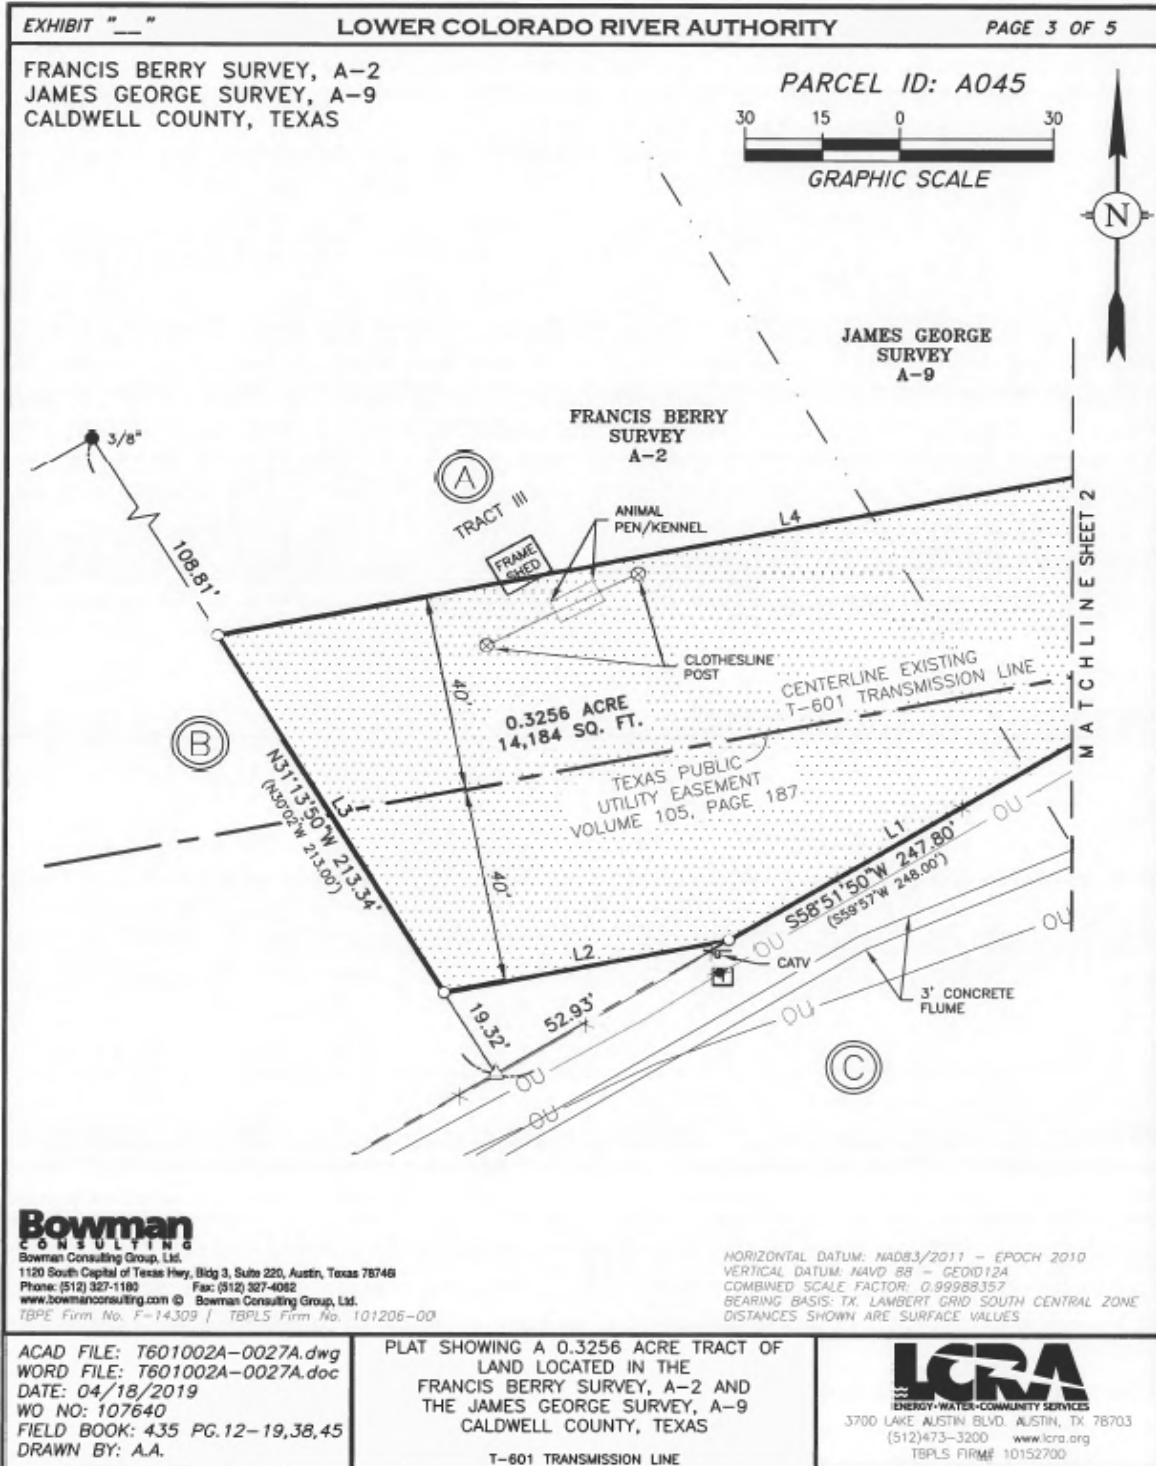 EXHIBIT "__"
LOWER COLORADO RIVER AUTHORITY
PAGE 3 OF 5
FRANCIS BERRY SURVEY, A-2
JAMES GEORGE SURVEY, A-9
CALDWELL COUNTY, TEXAS
PARCEL ID: A045
30 15 0 30
GRAPHIC SCALE
N
JAMES GEORGE
SURVEY
A-9
FRANCIS BERRY
SURVEY
A-2
3/8"
108.81'
A
TRACT III
ANIMAL
PEN/KENNEL
FRAME
SHED
L4
MATCHLINE SHEET 2
CLOTHESLINE
POST
40'
0.3256 ACRE
14,184 SQ. FT.
CENTERLINE EXISTING
T-601 TRANSMISSION LINE
TEXAS PUBLIC
UTILITY EASEMENT
VOLUME 105, PAGE 187
B
L3
N31°13'50"W 213.34'
(N30°02'W 213.00')
40'
L1
S58°51'50"W 247.80'
(S59°57'W 248.00')
OU
L2
OU
CATV
OU
3' CONCRETE
FLUME
OU
19.32'
52.93'
C
OU
OU
Bowman
CONSULTING
Bowman Consulting Group, Ltd.
1120 South Capital of Texas Hwy, Bldg 3, Suite 220, Austin, Texas 78746
Phone: (512) 327-1180 Fax: (512) 327-4062
www.bowmanconsulting.com © Bowman Consulting Group, Ltd.
TBPE Firm No. F-14309 | TBPLS Firm No. 101206-00
HORIZONTAL DATUM: NAD83/2011 - EPOCH 2010
VERTICAL DATUM: NAVD 88 - GEOID12A
COMBINED SCALE FACTOR: 0.99988357
BEARING BASIS: TX. LAMBERT GRID SOUTH CENTRAL ZONE
DISTANCES SHOWN ARE SURFACE VALUES
ACAD FILE: T601002A-0027A.dwg
WORD FILE: T601002A-0027A.doc
DATE: 04/18/2019
WO NO: 107640
FIELD BOOK: 435 PG.12-19,38,45
DRAWN BY: A.A.
PLAT SHOWING A 0.3256 ACRE TRACT OF
LAND LOCATED IN THE
FRANCIS BERRY SURVEY, A-2 AND
THE JAMES GEORGE SURVEY, A-9
CALDWELL COUNTY, TEXAS
T-601 TRANSMISSION LINE
LCRA
ENERGY•WATER•COMMUNITY SERVICES
3700 LAKE AUSTIN BLVD. AUSTIN, TX 78703
(512)473-3200 www.lcra.org
TBPLS FIRM# 10152700